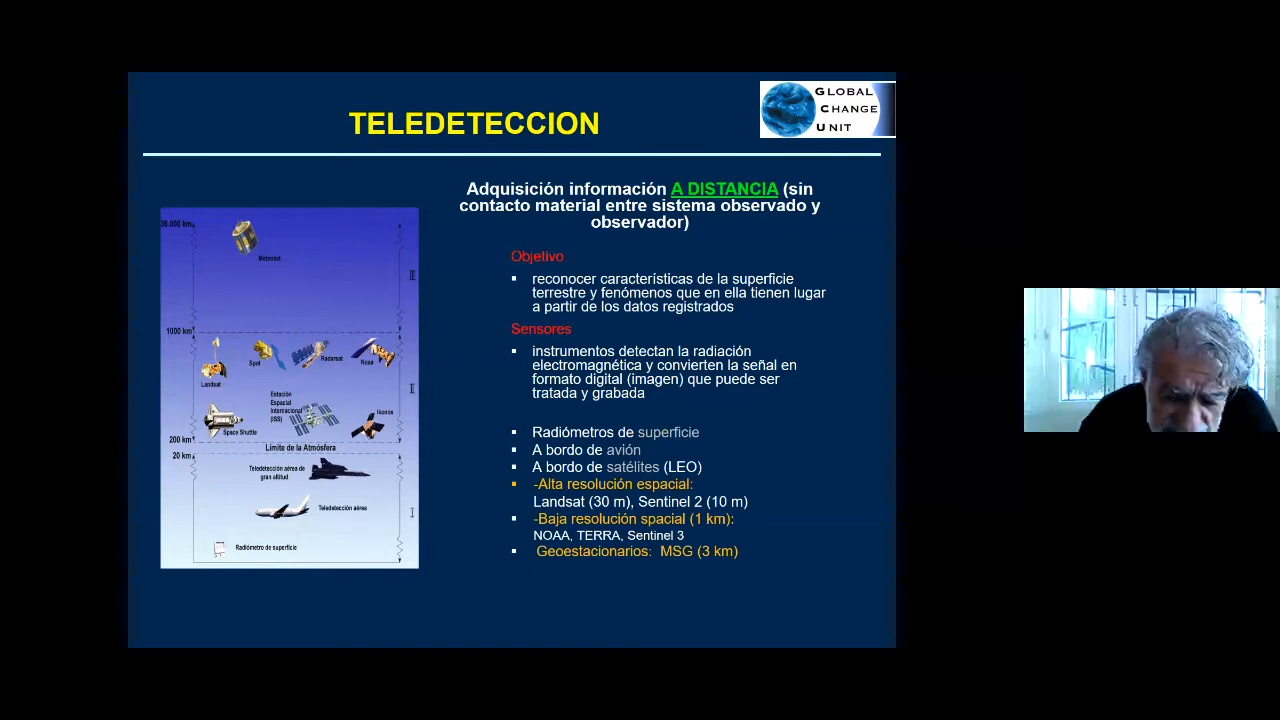 TELEDETECCION
GLOBAL
CHANGE
UNIT
Adquisición información A DISTANCIA (sin
contacto material entre sistema observado y
observador)
36.000 km
Meteosat
III
1000 km
Landsat
Spot
Radarsat
Noaa
II
Estación
Espacial
Internacional
(ISS)
Space Shuttle
Ikonos
200 km
Límite de la Atmósfera
20 km
Teledetección aérea de
gran altitud
Teledetección aérea
I
Radiómetro de superficie
Objetivo
▪ reconocer características de la superficie
terrestre y fenómenos que en ella tienen lugar
a partir de los datos registrados
Sensores
▪ instrumentos detectan la radiación
electromagnética y convierten la señal en
formato digital (imagen) que puede ser
tratada y grabada
▪ Radiómetros de superficie
▪ A bordo de avión
▪ A bordo de satélites (LEO)
▪ -Alta resolución espacial:
Landsat (30 m), Sentinel 2 (10 m)
▪ -Baja resolución spacial (1 km):
NOAA, TERRA, Sentinel 3
▪ Geoestacionarios: MSG (3 km)